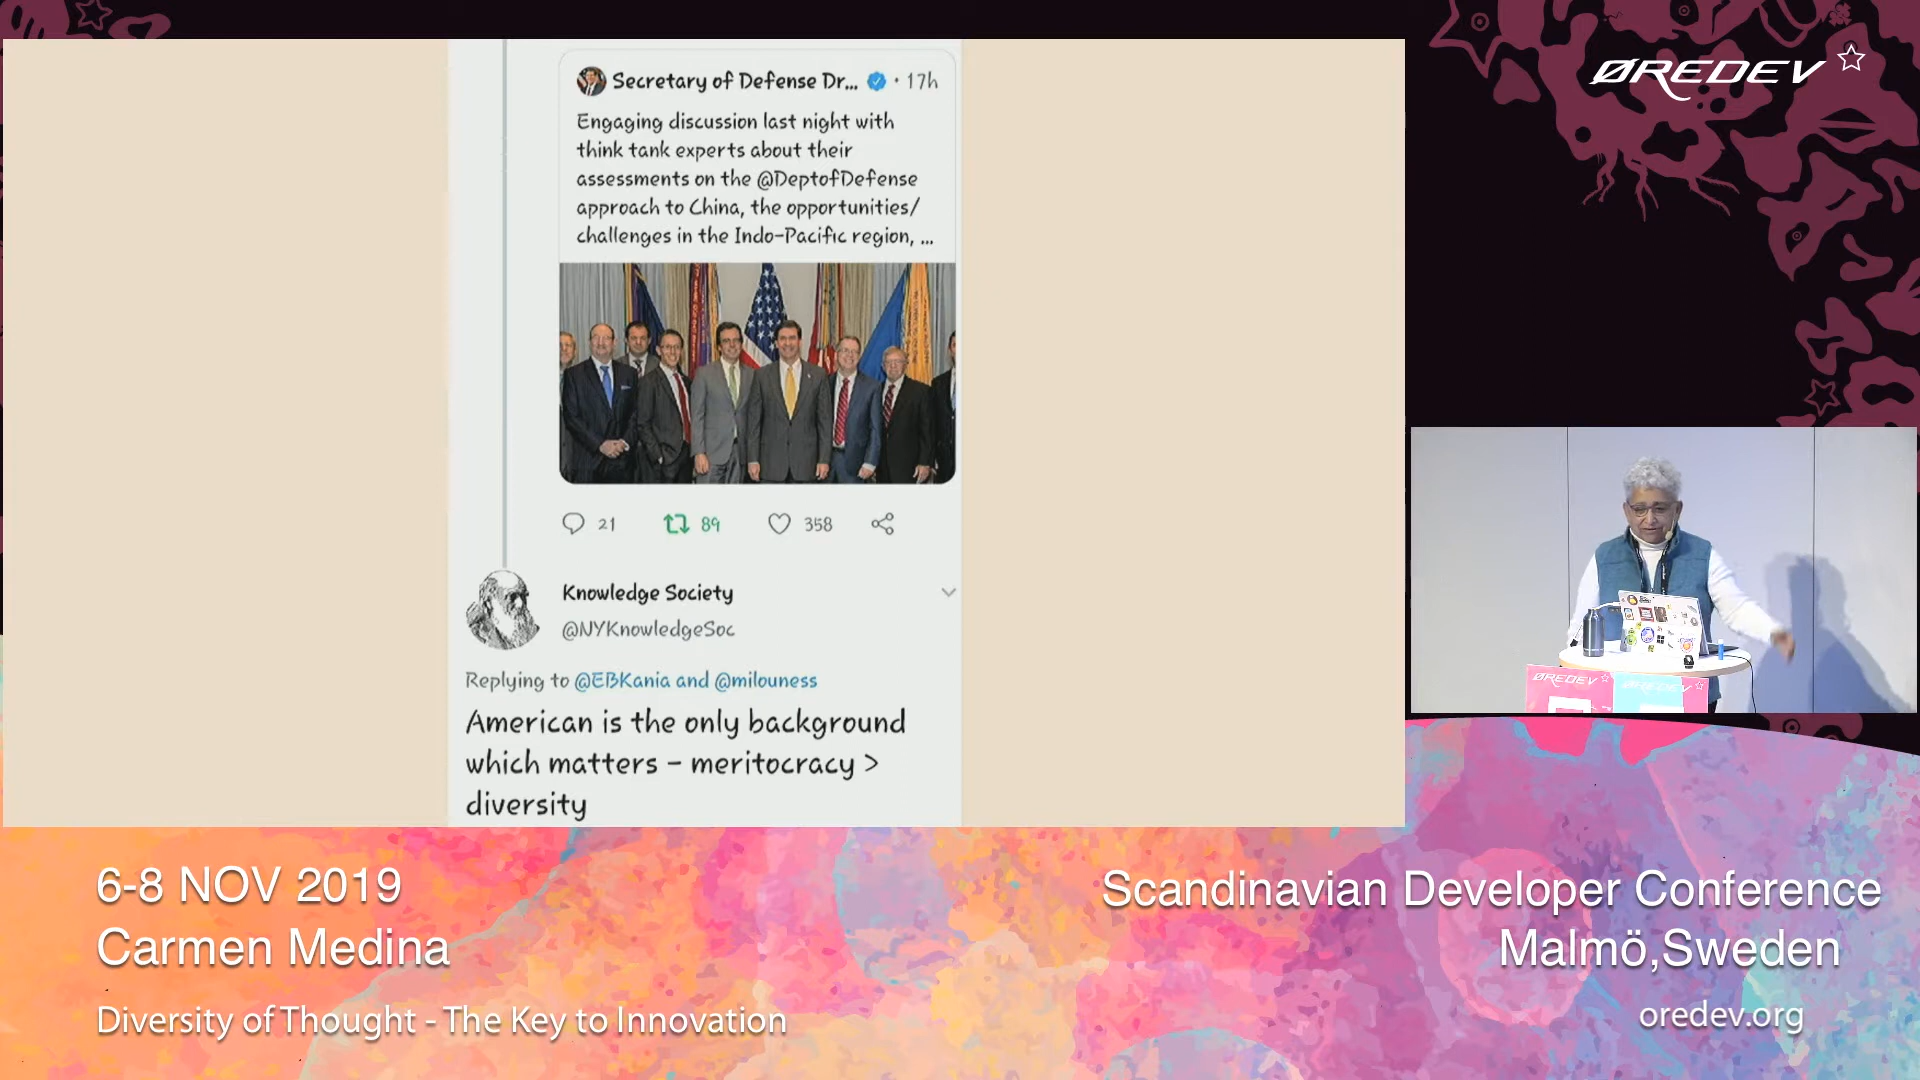 ØREDEV
Secretary of Defense Dr... · 17h
Engaging discussion last night with
think tank experts about their
assessments on the @DeptofDefense
approach to China, the opportunities/
challenges in the Indo-Pacific region, ...
21 89 358
Knowledge Society
@NYKnowledgeSoc
Replying to @EBKania and @milouness
American is the only background
which matters – meritocracy >
diversity
ØREDEV ØREDEV
6-8 NOV 2019
Carmen Medina
Diversity of Thought - The Key to Innovation
Scandinavian Developer Conference
Malmö,Sweden
oredev.org